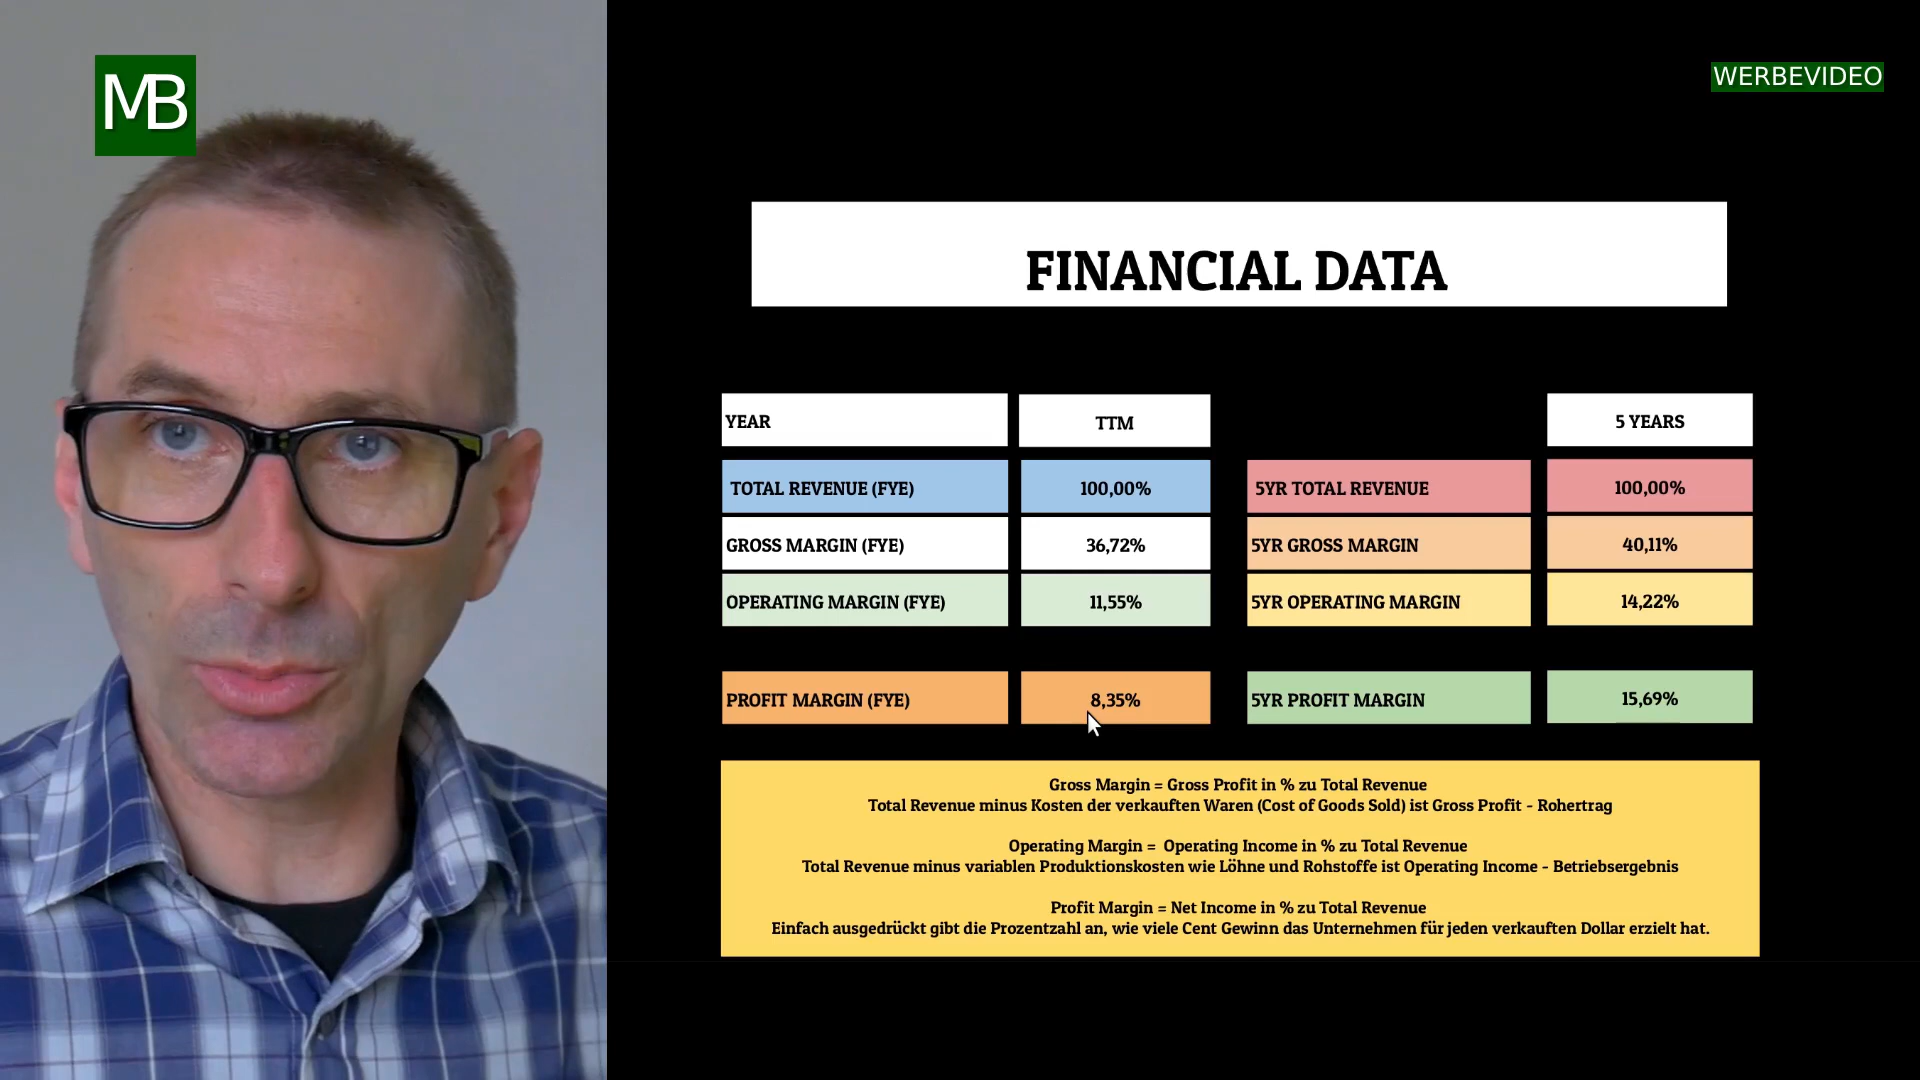 MB
WERBEVIDEO
FINANCIAL DATA
YEAR TTM 5 YEARS
TOTAL REVENUE (FYE) 100,00% 5YR TOTAL REVENUE 100,00%
GROSS MARGIN (FYE) 36,72% 5YR GROSS MARGIN 40,11%
OPERATING MARGIN (FYE) 11,55% 5YR OPERATING MARGIN 14,22%
PROFIT MARGIN (FYE) 8,35% 5YR PROFIT MARGIN 15,69%
Gross Margin = Gross Profit in % zu Total Revenue
Total Revenue minus Kosten der verkauften Waren (Cost of Goods Sold) ist Gross Profit - Rohertrag
Operating Margin = Operating Income in % zu Total Revenue
Total Revenue minus variablen Produktionskosten wie Löhne und Rohstoffe ist Operating Income - Betriebsergebnis
Profit Margin = Net Income in % zu Total Revenue
Einfach ausgedrückt gibt die Prozentzahl an, wie viele Cent Gewinn das Unternehmen für jeden verkauften Dollar erzielt hat.